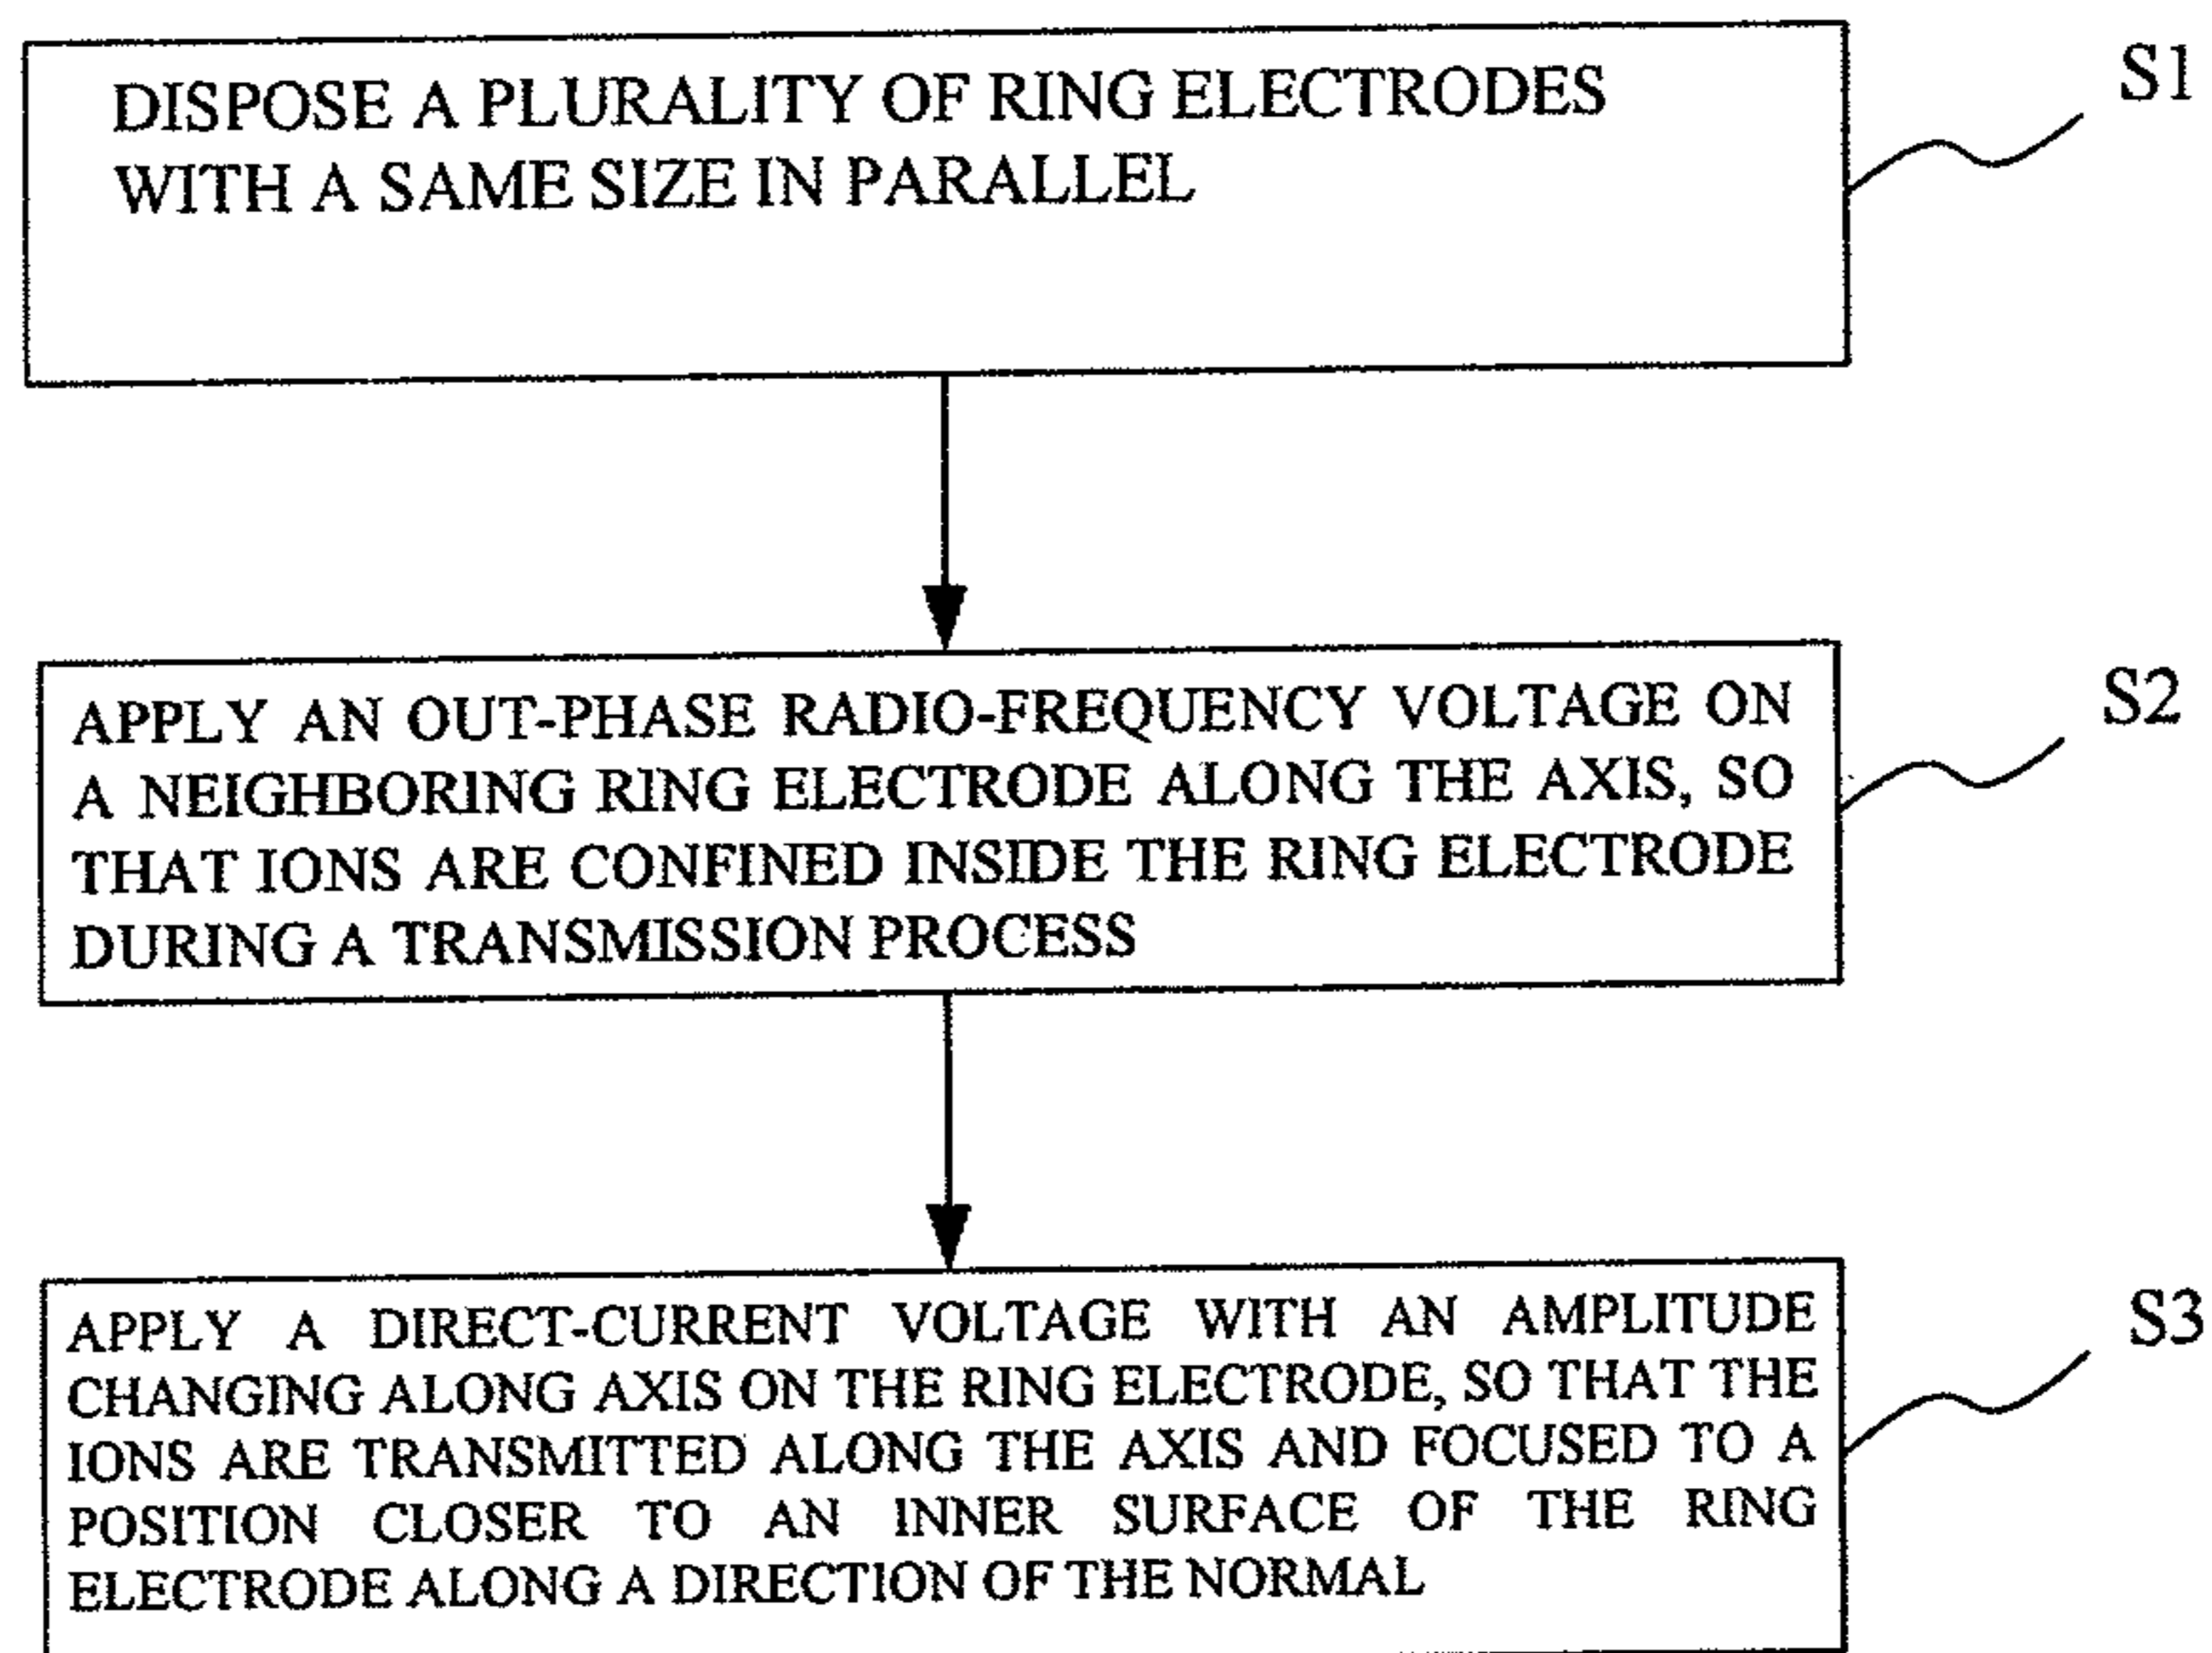 DISPOSE A PLURALITY OF RING ELECTRODES
WITH A SAME SIZE IN PARALLEL
S1
APPLY AN OUT-PHASE RADIO-FREQUENCY VOLTAGE ON
A NEIGHBORING RING ELECTRODE ALONG THE AXIS, SO
THAT IONS ARE CONFINED INSIDE THE RING ELECTRODE
DURING A TRANSMISSION PROCESS
S2
APPLY A DIRECT-CURRENT VOLTAGE WITH AN AMPLITUDE
CHANGING ALONG AXIS ON THE RING ELECTRODE, SO THAT THE
IONS ARE TRANSMITTED ALONG THE AXIS AND FOCUSED TO A
POSITION CLOSER TO AN INNER SURFACE OF THE RING
ELECTRODE ALONG A DIRECTION OF THE NORMAL
S3